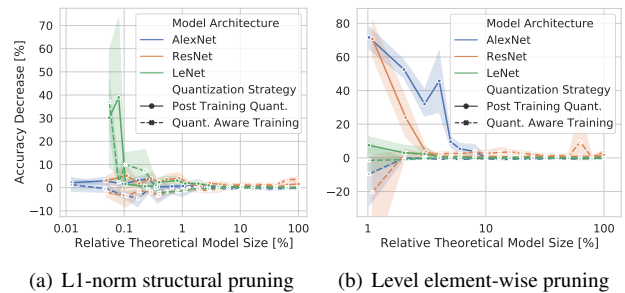 70
60
50
40
30
20
10
0
−10
Accuracy Decrease [%]
Model Architecture
AlexNet
ResNet
LeNet
Quantization Strategy
Post Training Quant.
Quant. Aware Training
0.01 0.1 1 10 100
Relative Theoretical Model Size [%]
(a) L1-norm structural pruning
80
60
40
20
0
−20
Model Architecture
AlexNet
ResNet
LeNet
Quantization Strategy
Post Training Quant.
Quant. Aware Training
1 10 100
Relative Theoretical Model Size [%]
(b) Level element-wise pruning